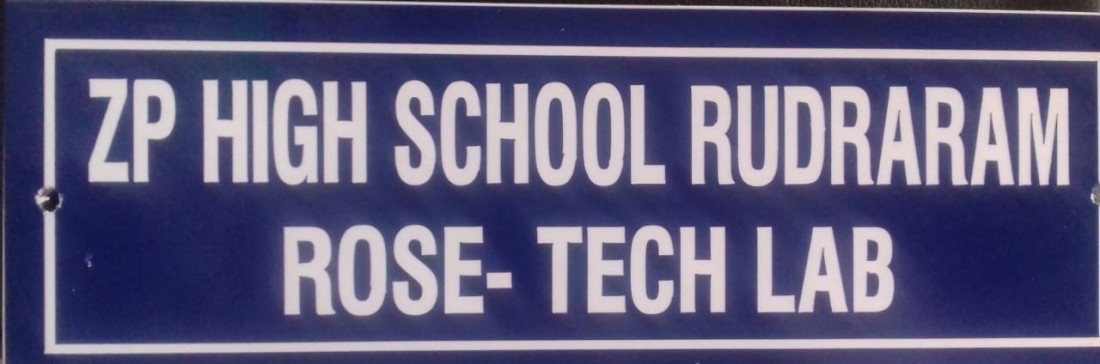 ZP HIGH SCHOOL RUDRARAM
ROSE- TECH LAB